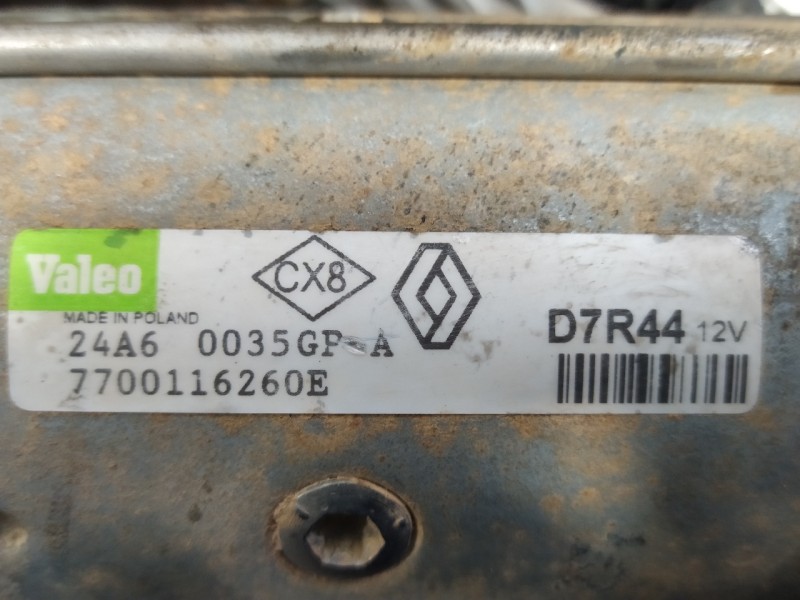 Valeo
CX8
MADE IN POLAND
24A6 0035GP A
7700116260E
D7R44 12V